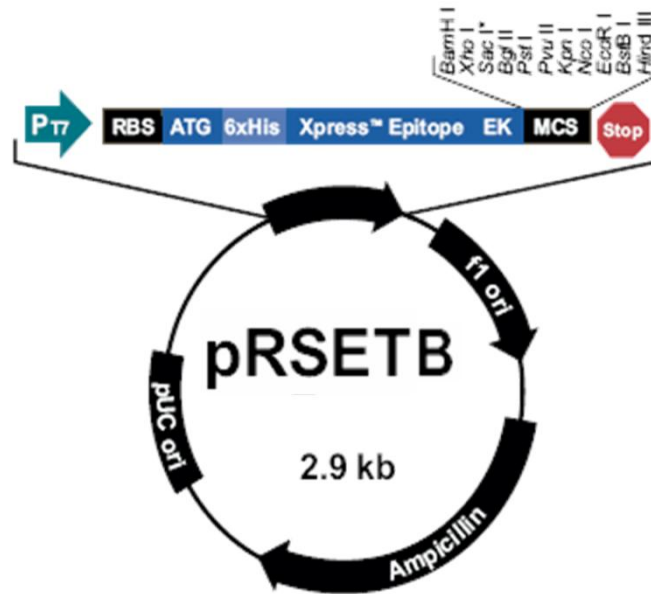 BamH I
Xho I
Sac I*
Bgl II
Pst I
Pvu II
Kpn I
Nco I
EcoR I
BstB I
Hind III
PT7
RBS ATG 6xHis Xpress™ Epitope EK MCS Stop
f1 ori
pRSETB
pUC ori
2.9 kb
Ampicillin